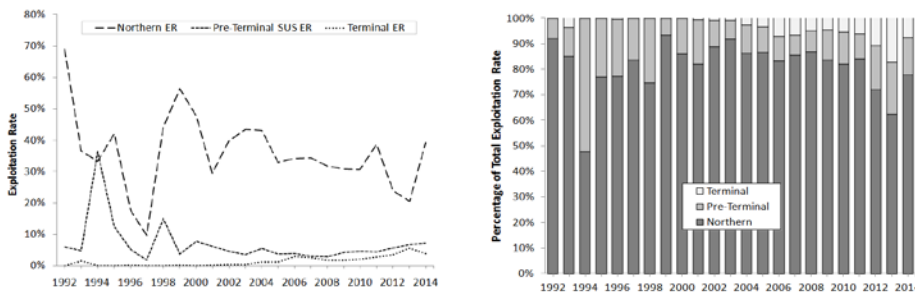 80%
70%
60%
50%
40%
30%
20%
10%
0%
Exploitation Rate
Northern ER
Pre-Terminal SUS ER
Terminal ER
1992 1994 1996 1998 2000 2002 2004 2006 2008 2010 2012 2014
100%
90%
80%
70%
60%
50%
40%
30%
20%
10%
0%
Percentage of Total Exploitation Rate
Terminal
Pre-Terminal
Northern
1992 1994 1996 1998 2000 2002 2004 2006 2008 2010 2012